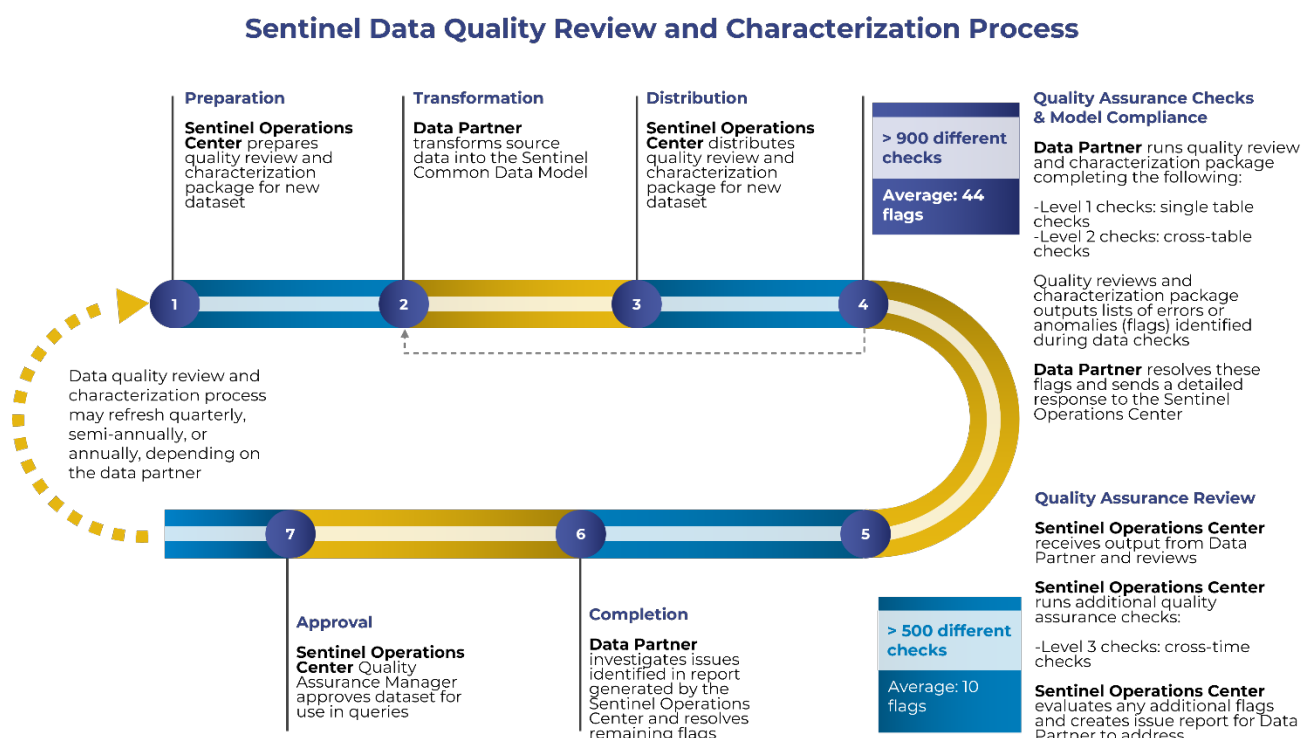 Sentinel Data Quality Review and Characterization Process
Preparation
Sentinel Operations
Center prepares
quality review and
characterization
package for new
dataset
Transformation
Data Partner
transforms source
data into the Sentinel
Common Data Model
Distribution
Sentinel Operations
Center distributes
quality review and
characterization
package for new
dataset
> 900 different
checks
Average: 44
flags
Quality Assurance Checks
& Model Compliance
Data Partner runs quality review
and characterization package
completing the following:
-Level 1 checks: single table
checks
-Level 2 checks: cross-table
checks
Quality reviews and
characterization package
outputs lists of errors or
anomalies (flags) identified
during data checks
Data Partner resolves these
flags and sends a detailed
response to the Sentinel
Operations Center
1
2
3
4
Data quality review and
characterization process
may refresh quarterly,
semi-annually, or
annually, depending on
the data partner
7
6
5
Approval
Sentinel Operations
Center Quality
Assurance Manager
approves dataset for
use in queries
Completion
Data Partner
investigates issues
identified in report
generated by the
Sentinel Operations
Center and resolves
remaining flags
> 500 different
checks
Average: 10
flags
Quality Assurance Review
Sentinel Operations Center
receives output from Data
Partner and reviews
Sentinel Operations Center
runs additional quality
assurance checks:
-Level 3 checks: cross-time
checks
Sentinel Operations Center
evaluates any additional flags
and creates issue report for Data
Partner to address